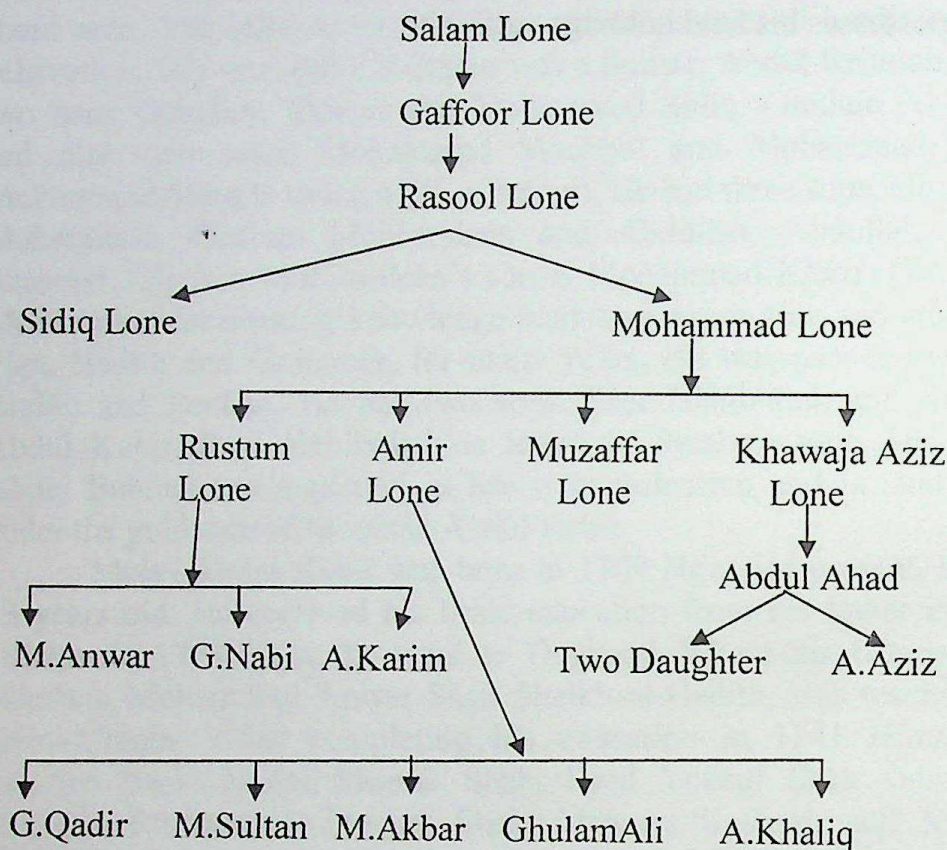 Salam Lone
Gaffoor Lone
Rasool Lone
Sidiq Lone Mohammad Lone
Rustum Amir Muzaffar Khawaja Aziz
Lone Lone Lone Lone
Abdul Ahad
M.Anwar G.Nabi A.Karim Two Daughter A.Aziz
G.Qadir M.Sultan M.Akbar GhulamAli A.Khaliq